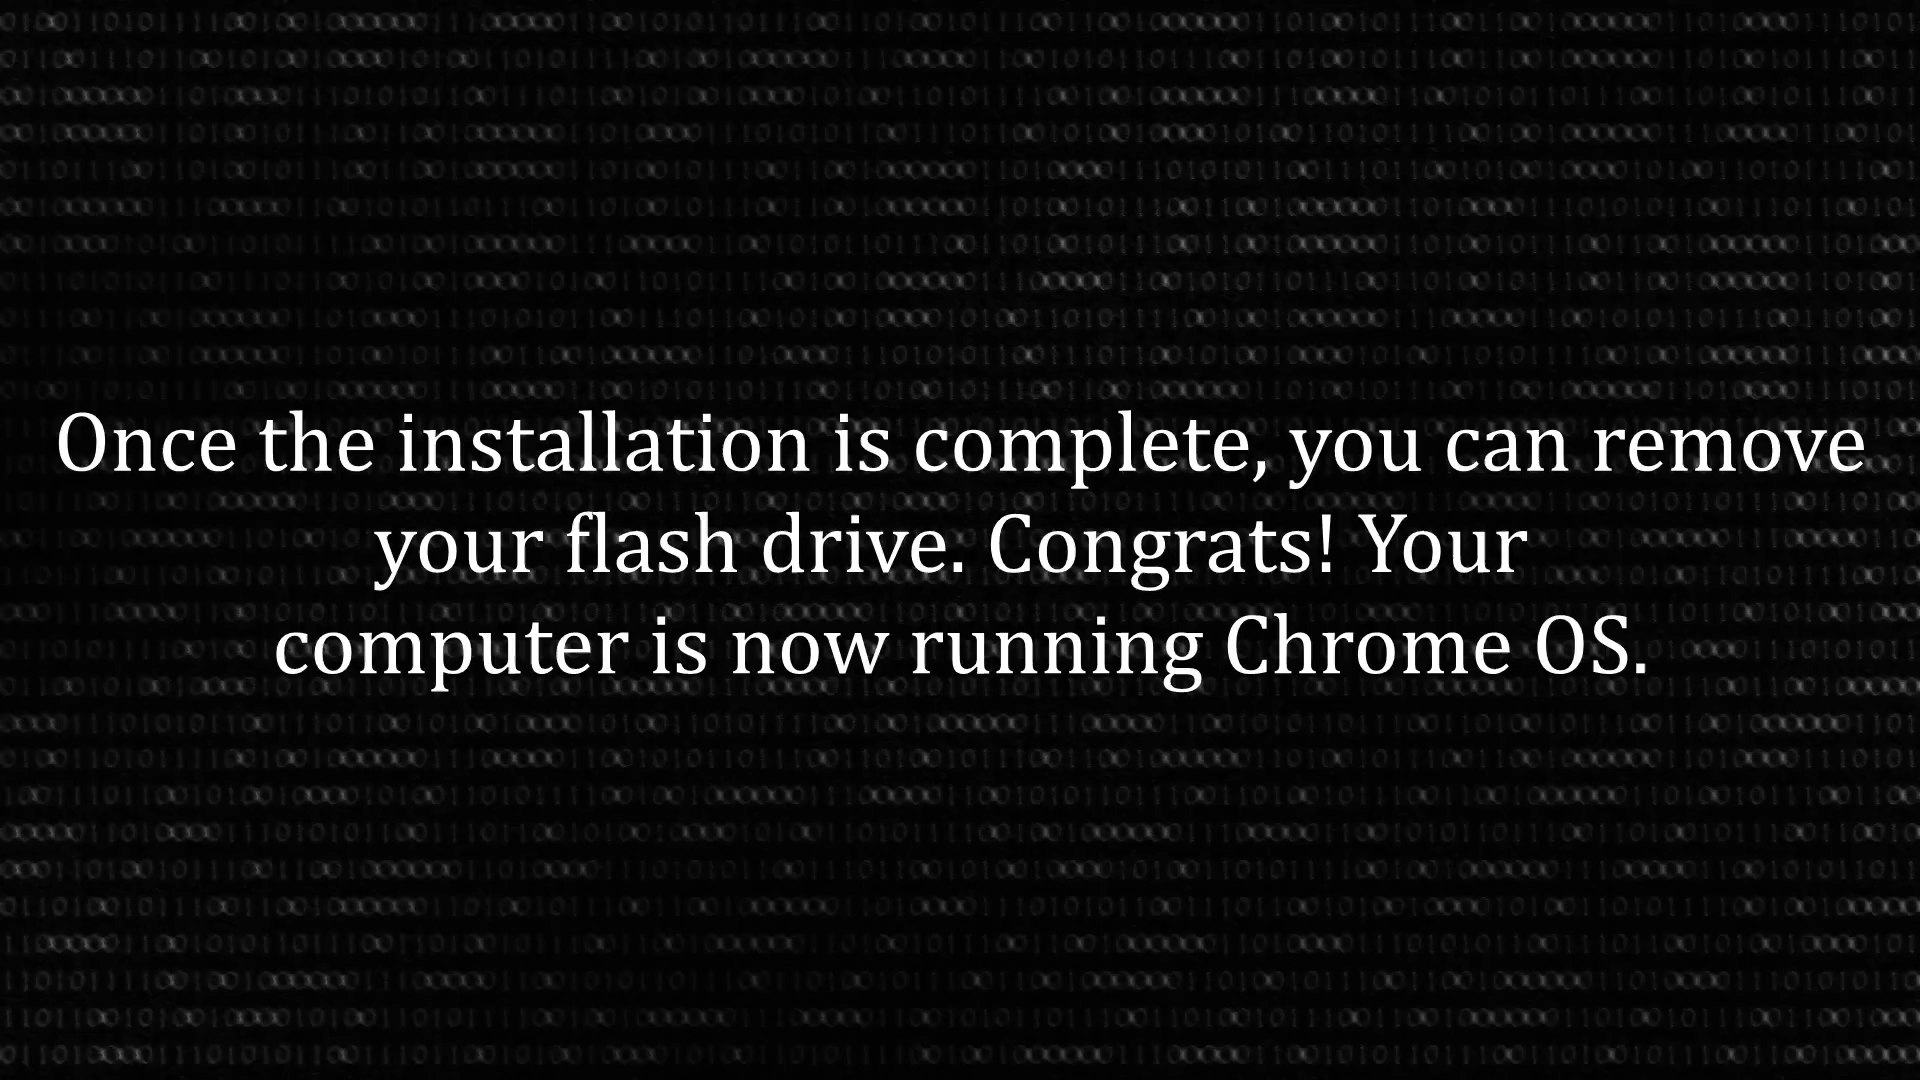 Once the installation is complete, you can remove
your flash drive. Congrats! Your
computer is now running Chrome OS.